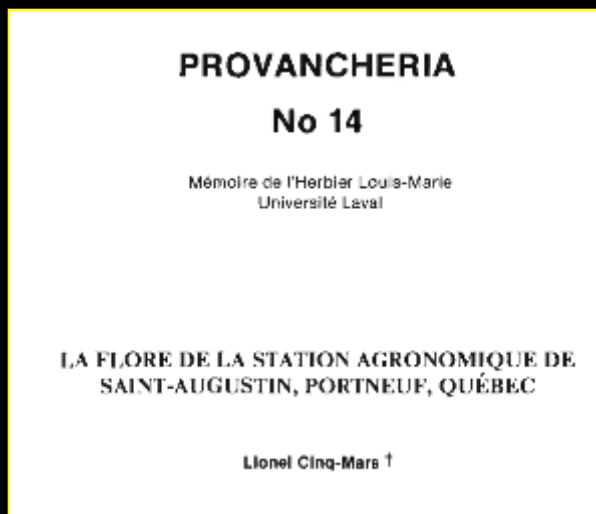 PROVANCHERIA
No 14
Mémoire de l'Herbier Louis-Marie
Université Laval
LA FLORE DE LA STATION AGRONOMIQUE DE
SAINT-AUGUSTIN, PORTNEUF, QUÉBEC
Lionel Cinq-Mars †